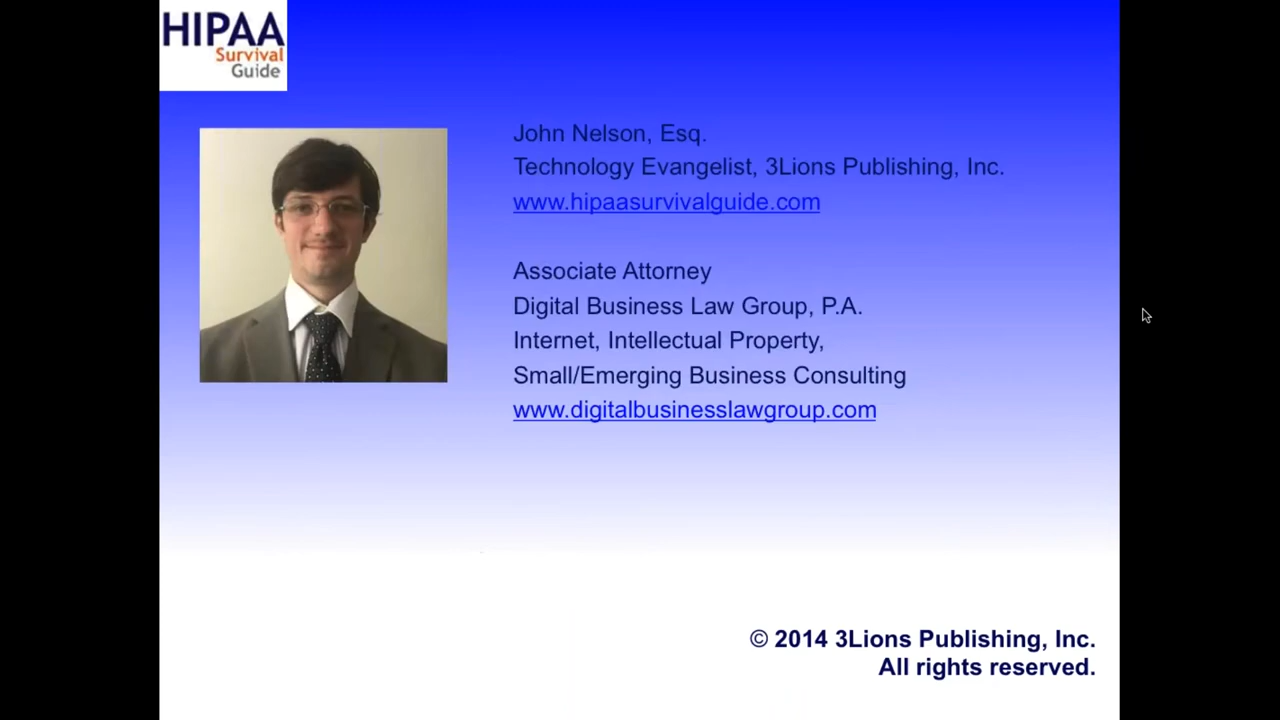 HIPAA
Survival
Guide
John Nelson, Esq.
Technology Evangelist, 3Lions Publishing, Inc.
www.hipaasurvivalguide.com
Associate Attorney
Digital Business Law Group, P.A.
Internet, Intellectual Property,
Small/Emerging Business Consulting
www.digitalbusinesslawgroup.com
© 2014 3Lions Publishing, Inc.
All rights reserved.